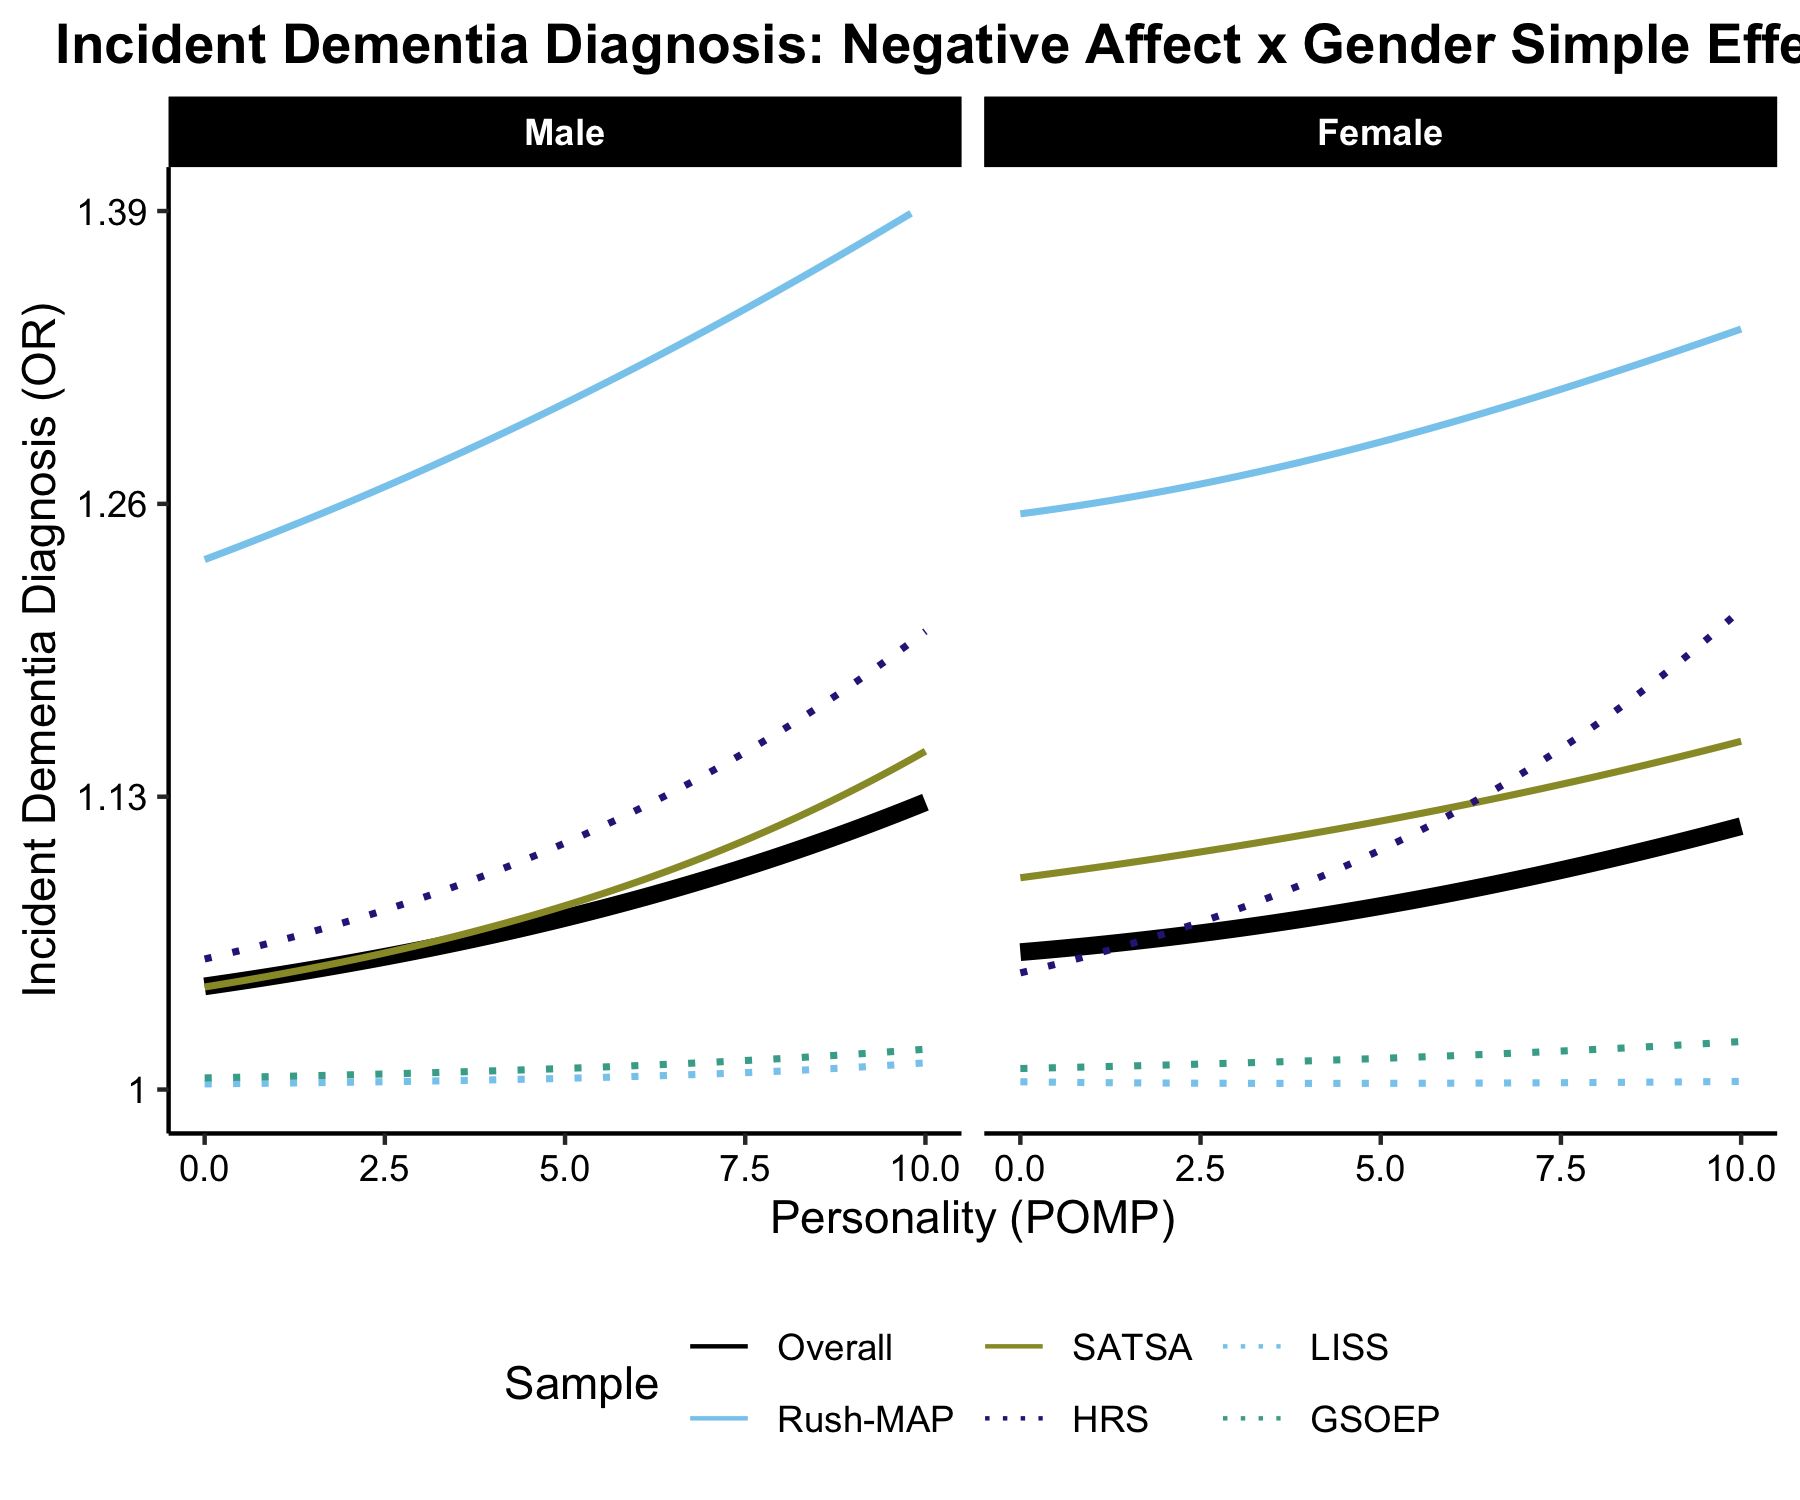 Incident Dementia Diagnosis: Negative Affect x Gender Simple Effe
Male
Female
Incident Dementia Diagnosis (OR)
1.39
1.26
1.13
1
0.0 2.5 5.0 7.5 10.0 0.0 2.5 5.0 7.5 10.0
Personality (POMP)
Sample
Overall SATSA LISS
Rush-MAP HRS GSOEP